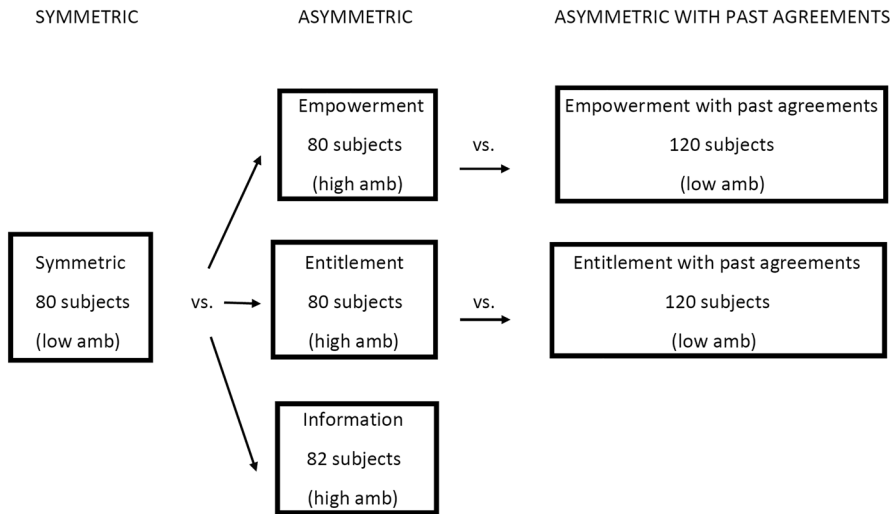 SYMMETRIC
ASYMMETRIC
ASYMMETRIC WITH PAST AGREEMENTS
Symmetric
80 subjects
(low amb)
vs.
Empowerment
80 subjects
(high amb)
vs.
Empowerment with past agreements
120 subjects
(low amb)
Entitlement
80 subjects
(high amb)
vs.
Entitlement with past agreements
120 subjects
(low amb)
Information
82 subjects
(high amb)